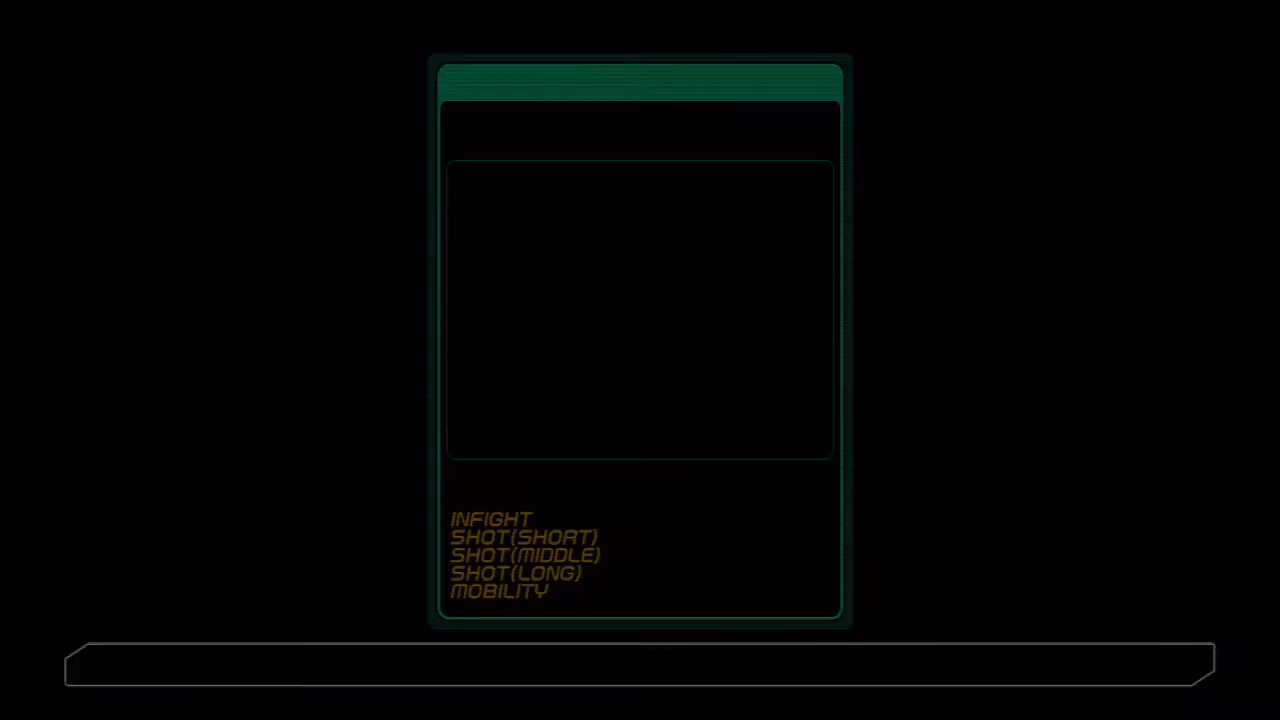 INFIGHT
SHOT(SHORT)
SHOT(MIDDLE)
SHOT(LONG)
MOBILITY